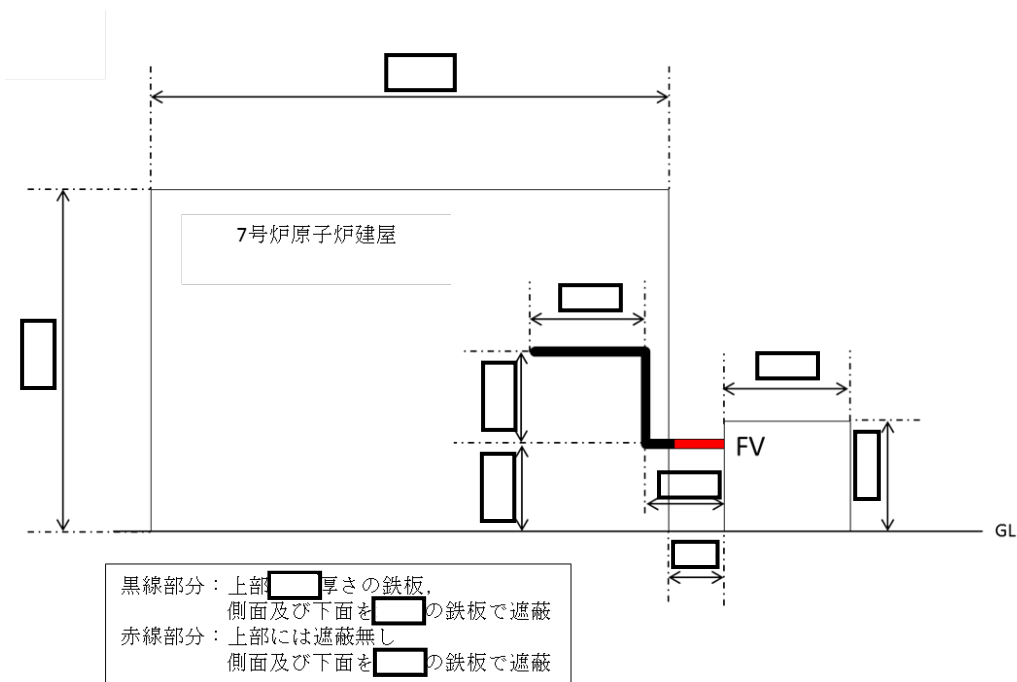 7号炉原子炉建屋
FV
GL
黒線部分：上部 厚さの鉄板，
側面及び下面を の鉄板で遮蔽
赤線部分：上部には遮蔽無し
側面及び下面を の鉄板で遮蔽